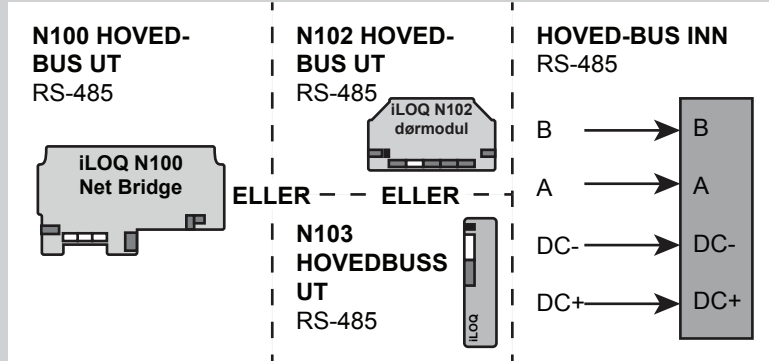 N100 HOVED-
BUS UT
RS-485
iLOQ N100
Net Bridge
ELLER
N102 HOVED-
BUS UT
RS-485
iLOQ N102
dørmodul
ELLER
N103
HOVEDBUSS
UT
RS-485
iLOQ
HOVED-BUS INN
RS-485
B B
A A
DC- DC-
DC+ DC+